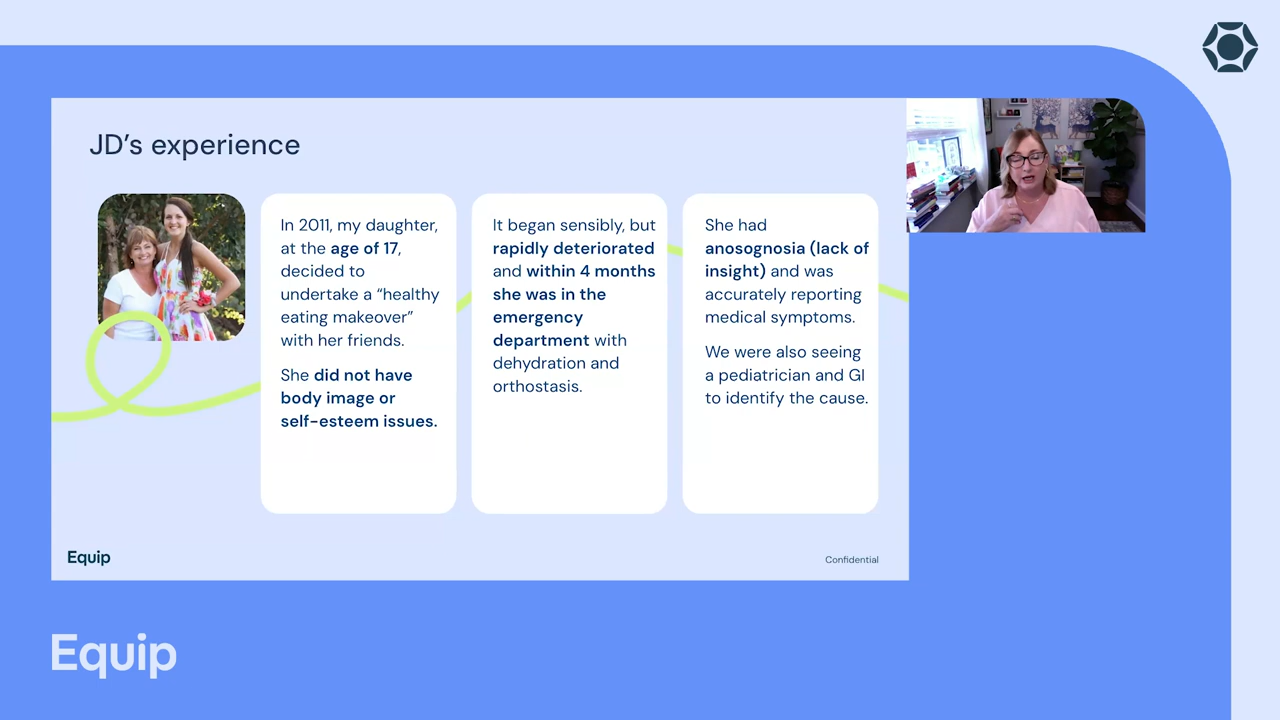 JD’s experience
In 2011, my daughter,
at the age of 17,
decided to
undertake a “healthy
eating makeover”
with her friends.
She did not have
body image or
self-esteem issues.
It began sensibly, but
rapidly deteriorated
and within 4 months
she was in the
emergency
department with
dehydration and
orthostasis.
She had
anosognosia (lack of
insight) and was
accurately reporting
medical symptoms.
We were also seeing
a pediatrician and GI
to identify the cause.
Equip
Confidential
Equip